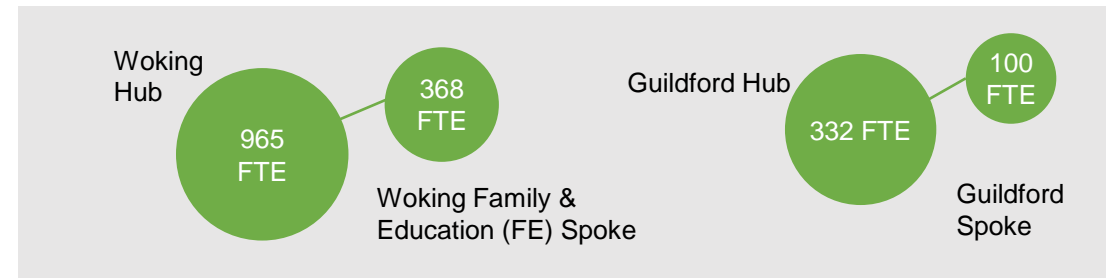 Woking
Hub
965
FTE
368
FTE
Woking Family &
Education (FE) Spoke
Guildford Hub
332 FTE
100
FTE
Guildford
Spoke